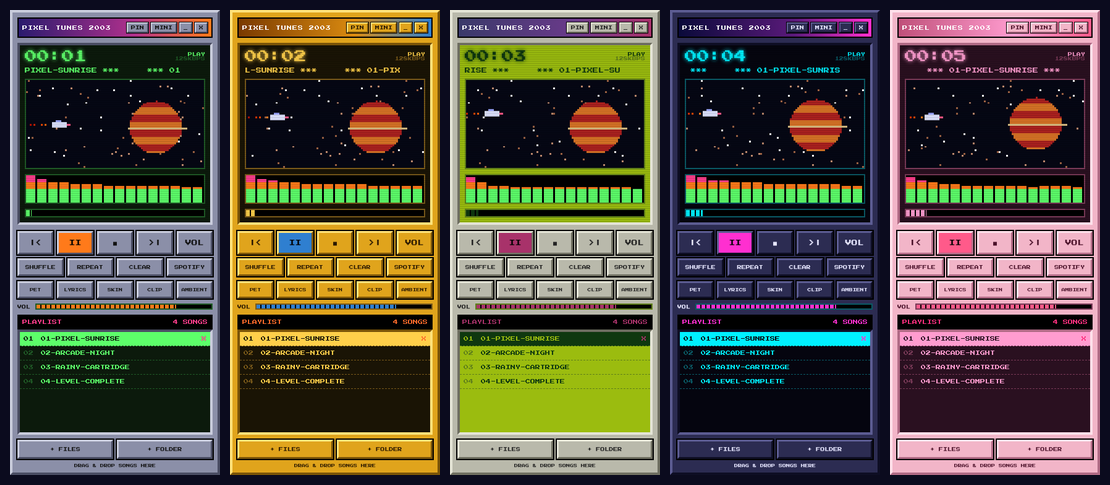 PIXEL TUNES 2003 PIN MINI _ X
00:01 PLAY
128KBPS
PIXEL-SUNRISE *** *** 01
I< II ■ >I VOL
SHUFFLE REPEAT CLEAR SPOTIFY
PET LYRICS SKIN CLIP AMBIENT
VOL
PLAYLIST 4 SONGS
01 01-PIXEL-SUNRISE X
02 02-ARCADE-NIGHT
03 03-RAINY-CARTRIDGE
04 04-LEVEL-COMPLETE
+ FILES + FOLDER
DRAG & DROP SONGS HERE
PIXEL TUNES 2003 PIN MINI _ X
00:02 PLAY
128KBPS
L-SUNRISE *** *** 01-PIX
I< II ■ >I VOL
SHUFFLE REPEAT CLEAR SPOTIFY
PET LYRICS SKIN CLIP AMBIENT
VOL
PLAYLIST 4 SONGS
01 01-PIXEL-SUNRISE X
02 02-ARCADE-NIGHT
03 03-RAINY-CARTRIDGE
04 04-LEVEL-COMPLETE
+ FILES + FOLDER
DRAG & DROP SONGS HERE
PIXEL TUNES 2003 PIN MINI _ X
00:03 PLAY
128KBPS
RISE *** *** 01-PIXEL-SU
I< II ■ >I VOL
SHUFFLE REPEAT CLEAR SPOTIFY
PET LYRICS SKIN CLIP AMBIENT
VOL
PLAYLIST 4 SONGS
01 01-PIXEL-SUNRISE X
02 02-ARCADE-NIGHT
03 03-RAINY-CARTRIDGE
04 04-LEVEL-COMPLETE
+ FILES + FOLDER
DRAG & DROP SONGS HERE
PIXEL TUNES 2003 PIN MINI _ X
00:04 PLAY
128KBPS
*** *** 01-PIXEL-SUNRIS
I< II ■ >I VOL
SHUFFLE REPEAT CLEAR SPOTIFY
PET LYRICS SKIN CLIP AMBIENT
VOL
PLAYLIST 4 SONGS
01 01-PIXEL-SUNRISE X
02 02-ARCADE-NIGHT
03 03-RAINY-CARTRIDGE
04 04-LEVEL-COMPLETE
+ FILES + FOLDER
DRAG & DROP SONGS HERE
PIXEL TUNES 2003 PIN MINI _ X
00:05 PLAY
128KBPS
*** 01-PIXEL-SUNRISE ***
I< II ■ >I VOL
SHUFFLE REPEAT CLEAR SPOTIFY
PET LYRICS SKIN CLIP AMBIENT
VOL
PLAYLIST 4 SONGS
01 01-PIXEL-SUNRISE X
02 02-ARCADE-NIGHT
03 03-RAINY-CARTRIDGE
04 04-LEVEL-COMPLETE
+ FILES + FOLDER
DRAG & DROP SONGS HERE